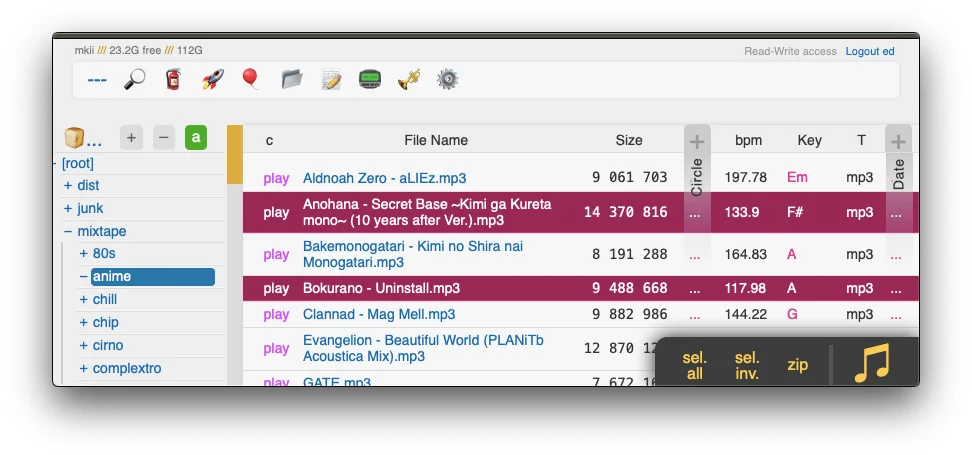 mkii /// 23.2G free /// 112G
Read-Write access Logout ed
---
... + − a
c File Name Size + bpm Key T +
Circle
Date
- [root]
+ dist
+ junk
− mixtape
+ 80s
− anime
+ chill
+ chip
+ cirno
+ complextro
play Aldnoah Zero - aLIEz.mp3 9 061 703 197.78 Em mp3
play Anohana - Secret Base ~Kimi ga Kureta
mono~ (10 years after Ver.).mp3 14 370 816 ... 133.9 F# mp3 ...
play Bakemonogatari - Kimi no Shira nai
Monogatari.mp3 8 191 288 ... 164.83 A mp3 ...
play Bokurano - Uninstall.mp3 9 488 668 ... 117.98 A mp3 ...
play Clannad - Mag Mell.mp3 9 882 986 ... 144.22 G mp3 ...
play Evangelion - Beautiful World (PLANiTb
Acoustica Mix).mp3 12 870
play GATE.mp3 7 672
sel.
all
sel.
inv.
zip